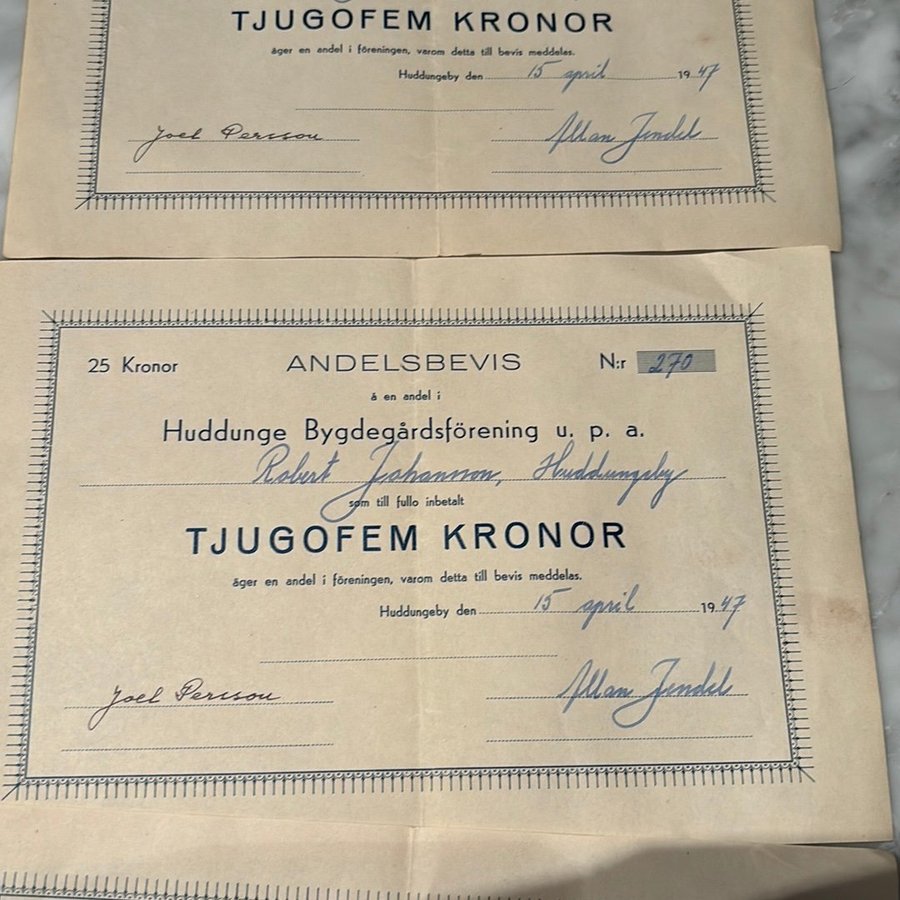 TJUGOFEM KRONOR
äger en andel i föreningen, varom detta till bevis meddelas.
Huddungeby den 15 april 1947
Joel Persson Allan Jendel
25 Kronor ANDELSBEVIS N:r 270
å en andel i
Huddunge Bygdegårdsförening u. p. a.
Robert Johansson, Huddungeby
som till fullo inbetalt
TJUGOFEM KRONOR
äger en andel i föreningen, varom detta till bevis meddelas.
Huddungeby den 15 april 1947
Joel Persson Allan Jendel